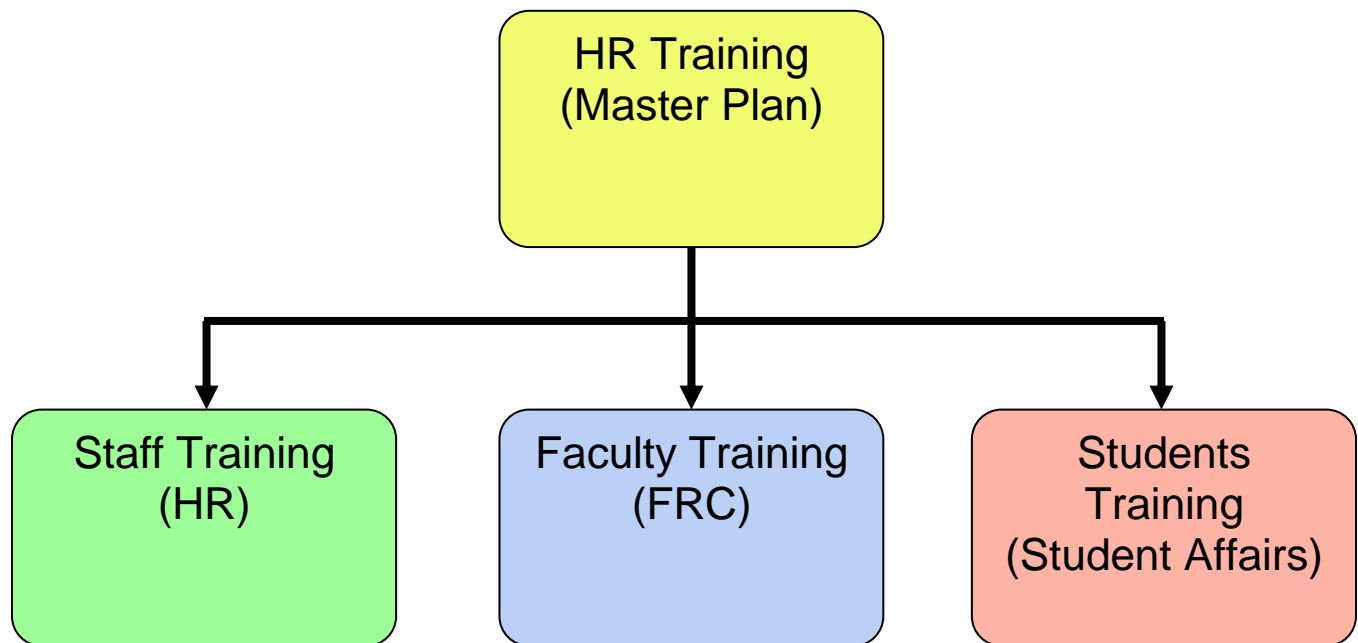 HR Training
(Master Plan)
Staff Training
(HR)
Faculty Training
(FRC)
Students
Training
(Student Affairs)